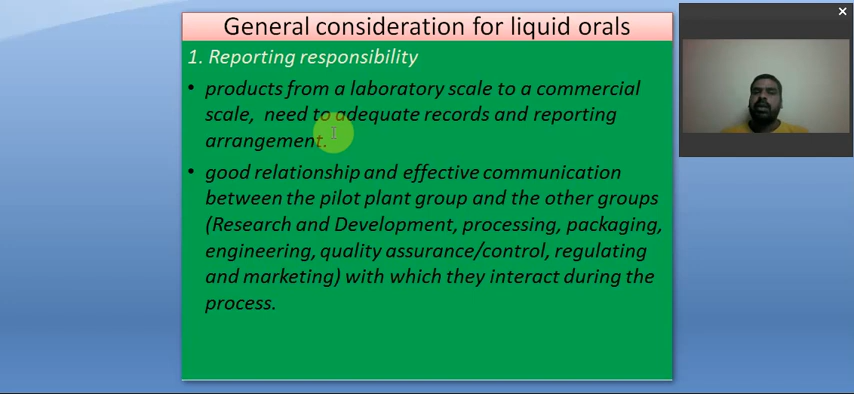 General consideration for liquid orals
1. Reporting responsibility
• products from a laboratory scale to a commercial
scale, need to adequate records and reporting
arrangement.
• good relationship and effective communication
between the pilot plant group and the other groups
(Research and Development, processing, packaging,
engineering, quality assurance/control, regulating
and marketing) with which they interact during the
process.